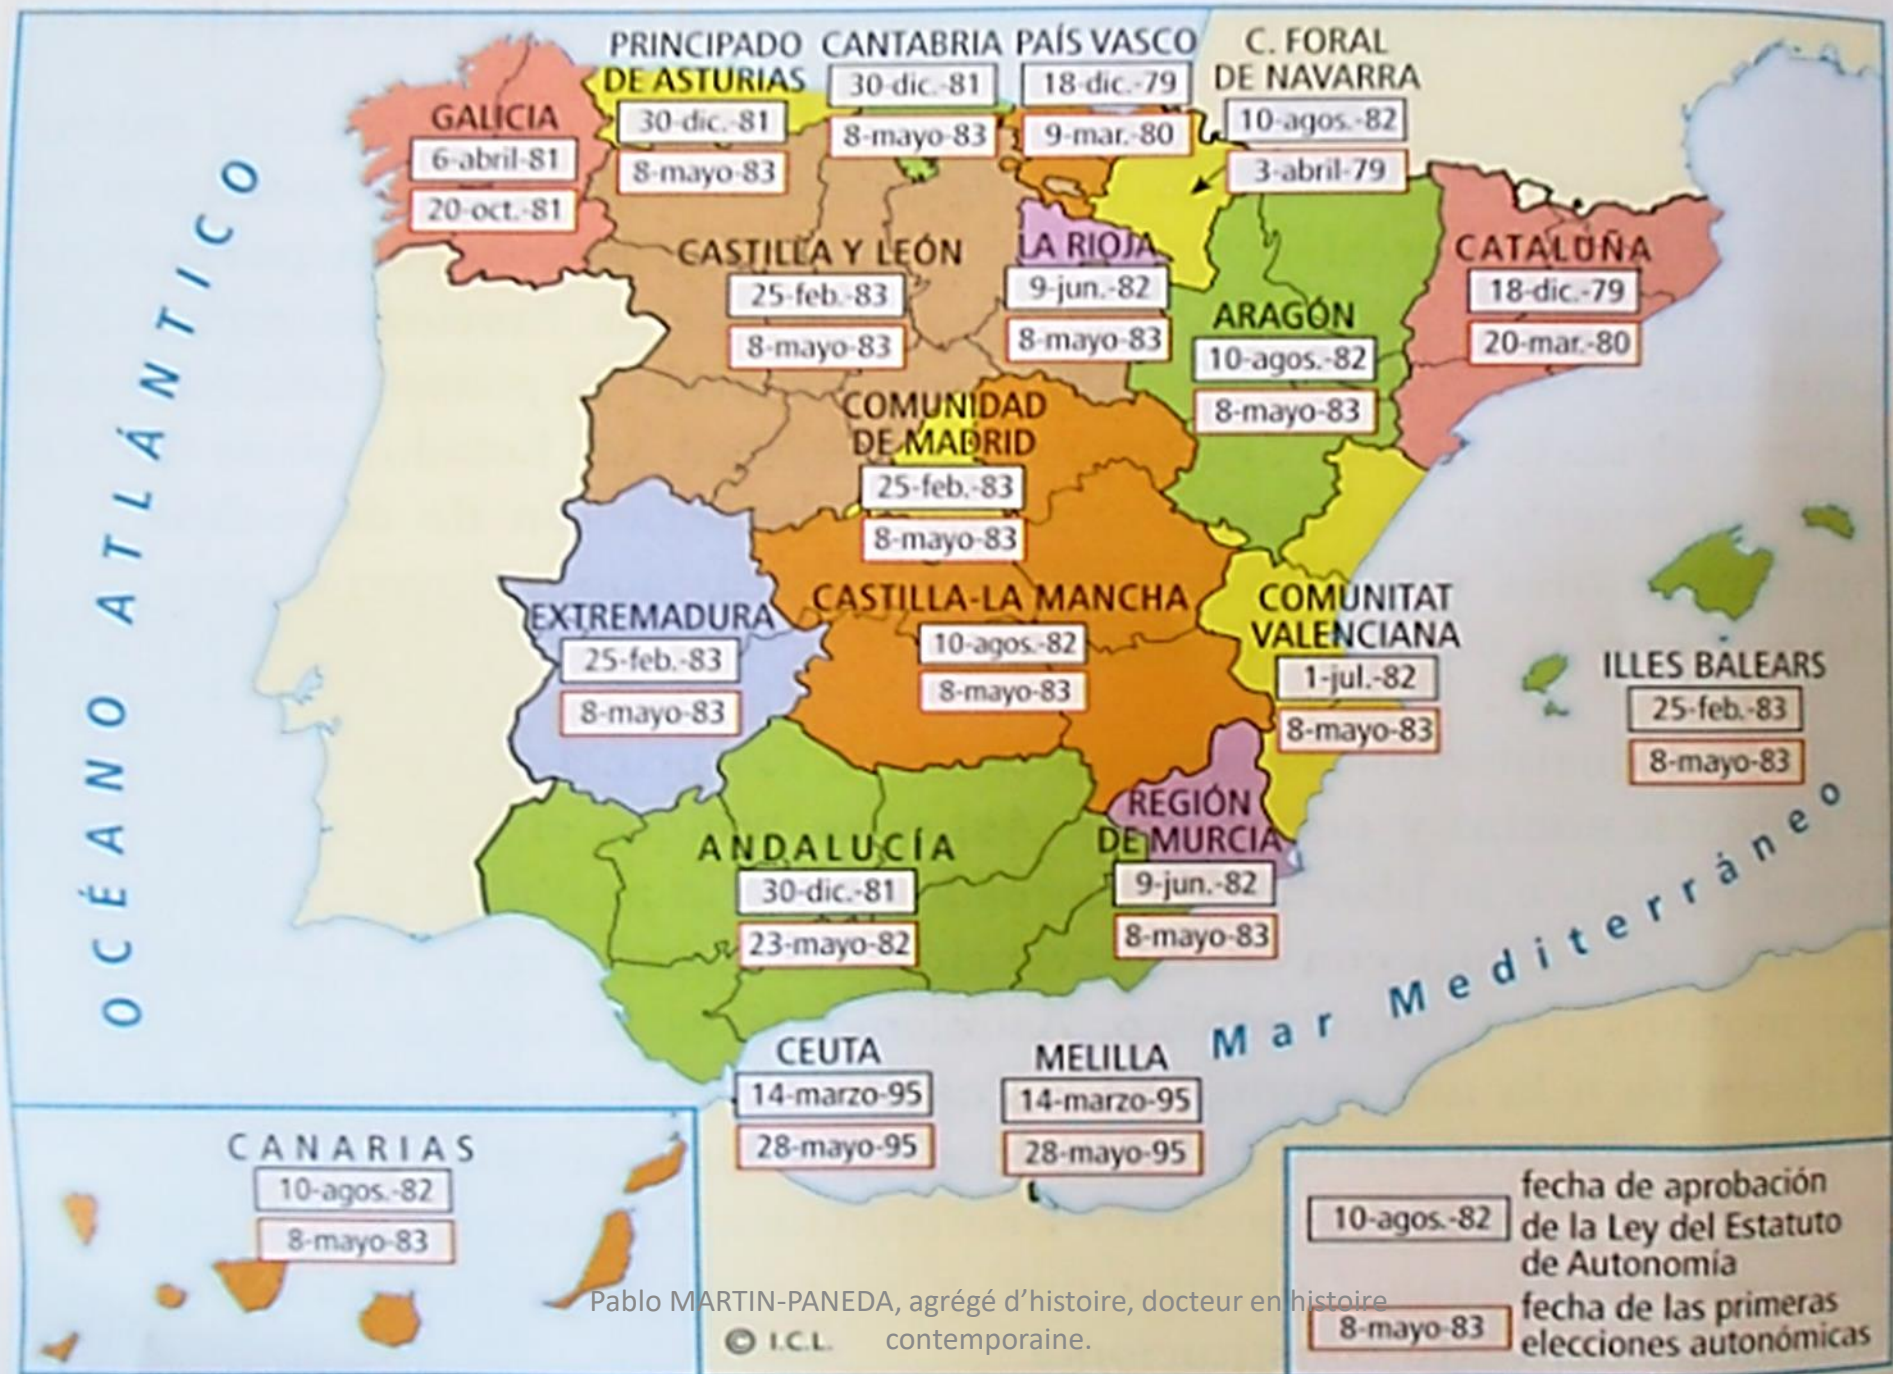 PRINCIPADO
DE ASTURIAS
30-dic.-81
8-mayo-83
CANTABRIA
30-dic.-81
8-mayo-83
PAÍS VASCO
18-dic.-79
9-mar.-80
C. FORAL
DE NAVARRA
10-agos.-82
3-abril-79
GALICIA
6-abril-81
20-oct.-81
CASTILLA Y LEÓN
25-feb.-83
8-mayo-83
LA RIOJA
9-jun.-82
8-mayo-83
ARAGÓN
10-agos.-82
8-mayo-83
CATALUÑA
18-dic.-79
20-mar.-80
COMUNIDAD
DE MADRID
25-feb.-83
8-mayo-83
EXTREMADURA
25-feb.-83
8-mayo-83
CASTILLA-LA MANCHA
10-agos.-82
8-mayo-83
COMUNITAT
VALENCIANA
1-jul.-82
8-mayo-83
ILLES BALEARS
25-feb.-83
8-mayo-83
ANDALUCÍA
30-dic.-81
23-mayo-82
REGIÓN
DE MURCIA
9-jun.-82
8-mayo-83
OCÉANO ATLÁNTICO
Mar Mediterráneo
CEUTA
14-marzo-95
28-mayo-95
MELILLA
14-marzo-95
28-mayo-95
CANARIAS
10-agos.-82
8-mayo-83
10-agos.-82
fecha de aprobación
de la Ley del Estatuto
de Autonomía
8-mayo-83
fecha de las primeras
elecciones autonómicas
© I.C.L.
Pablo MARTIN-PANEDA, agrégé d’histoire, docteur en histoire
contemporaine.